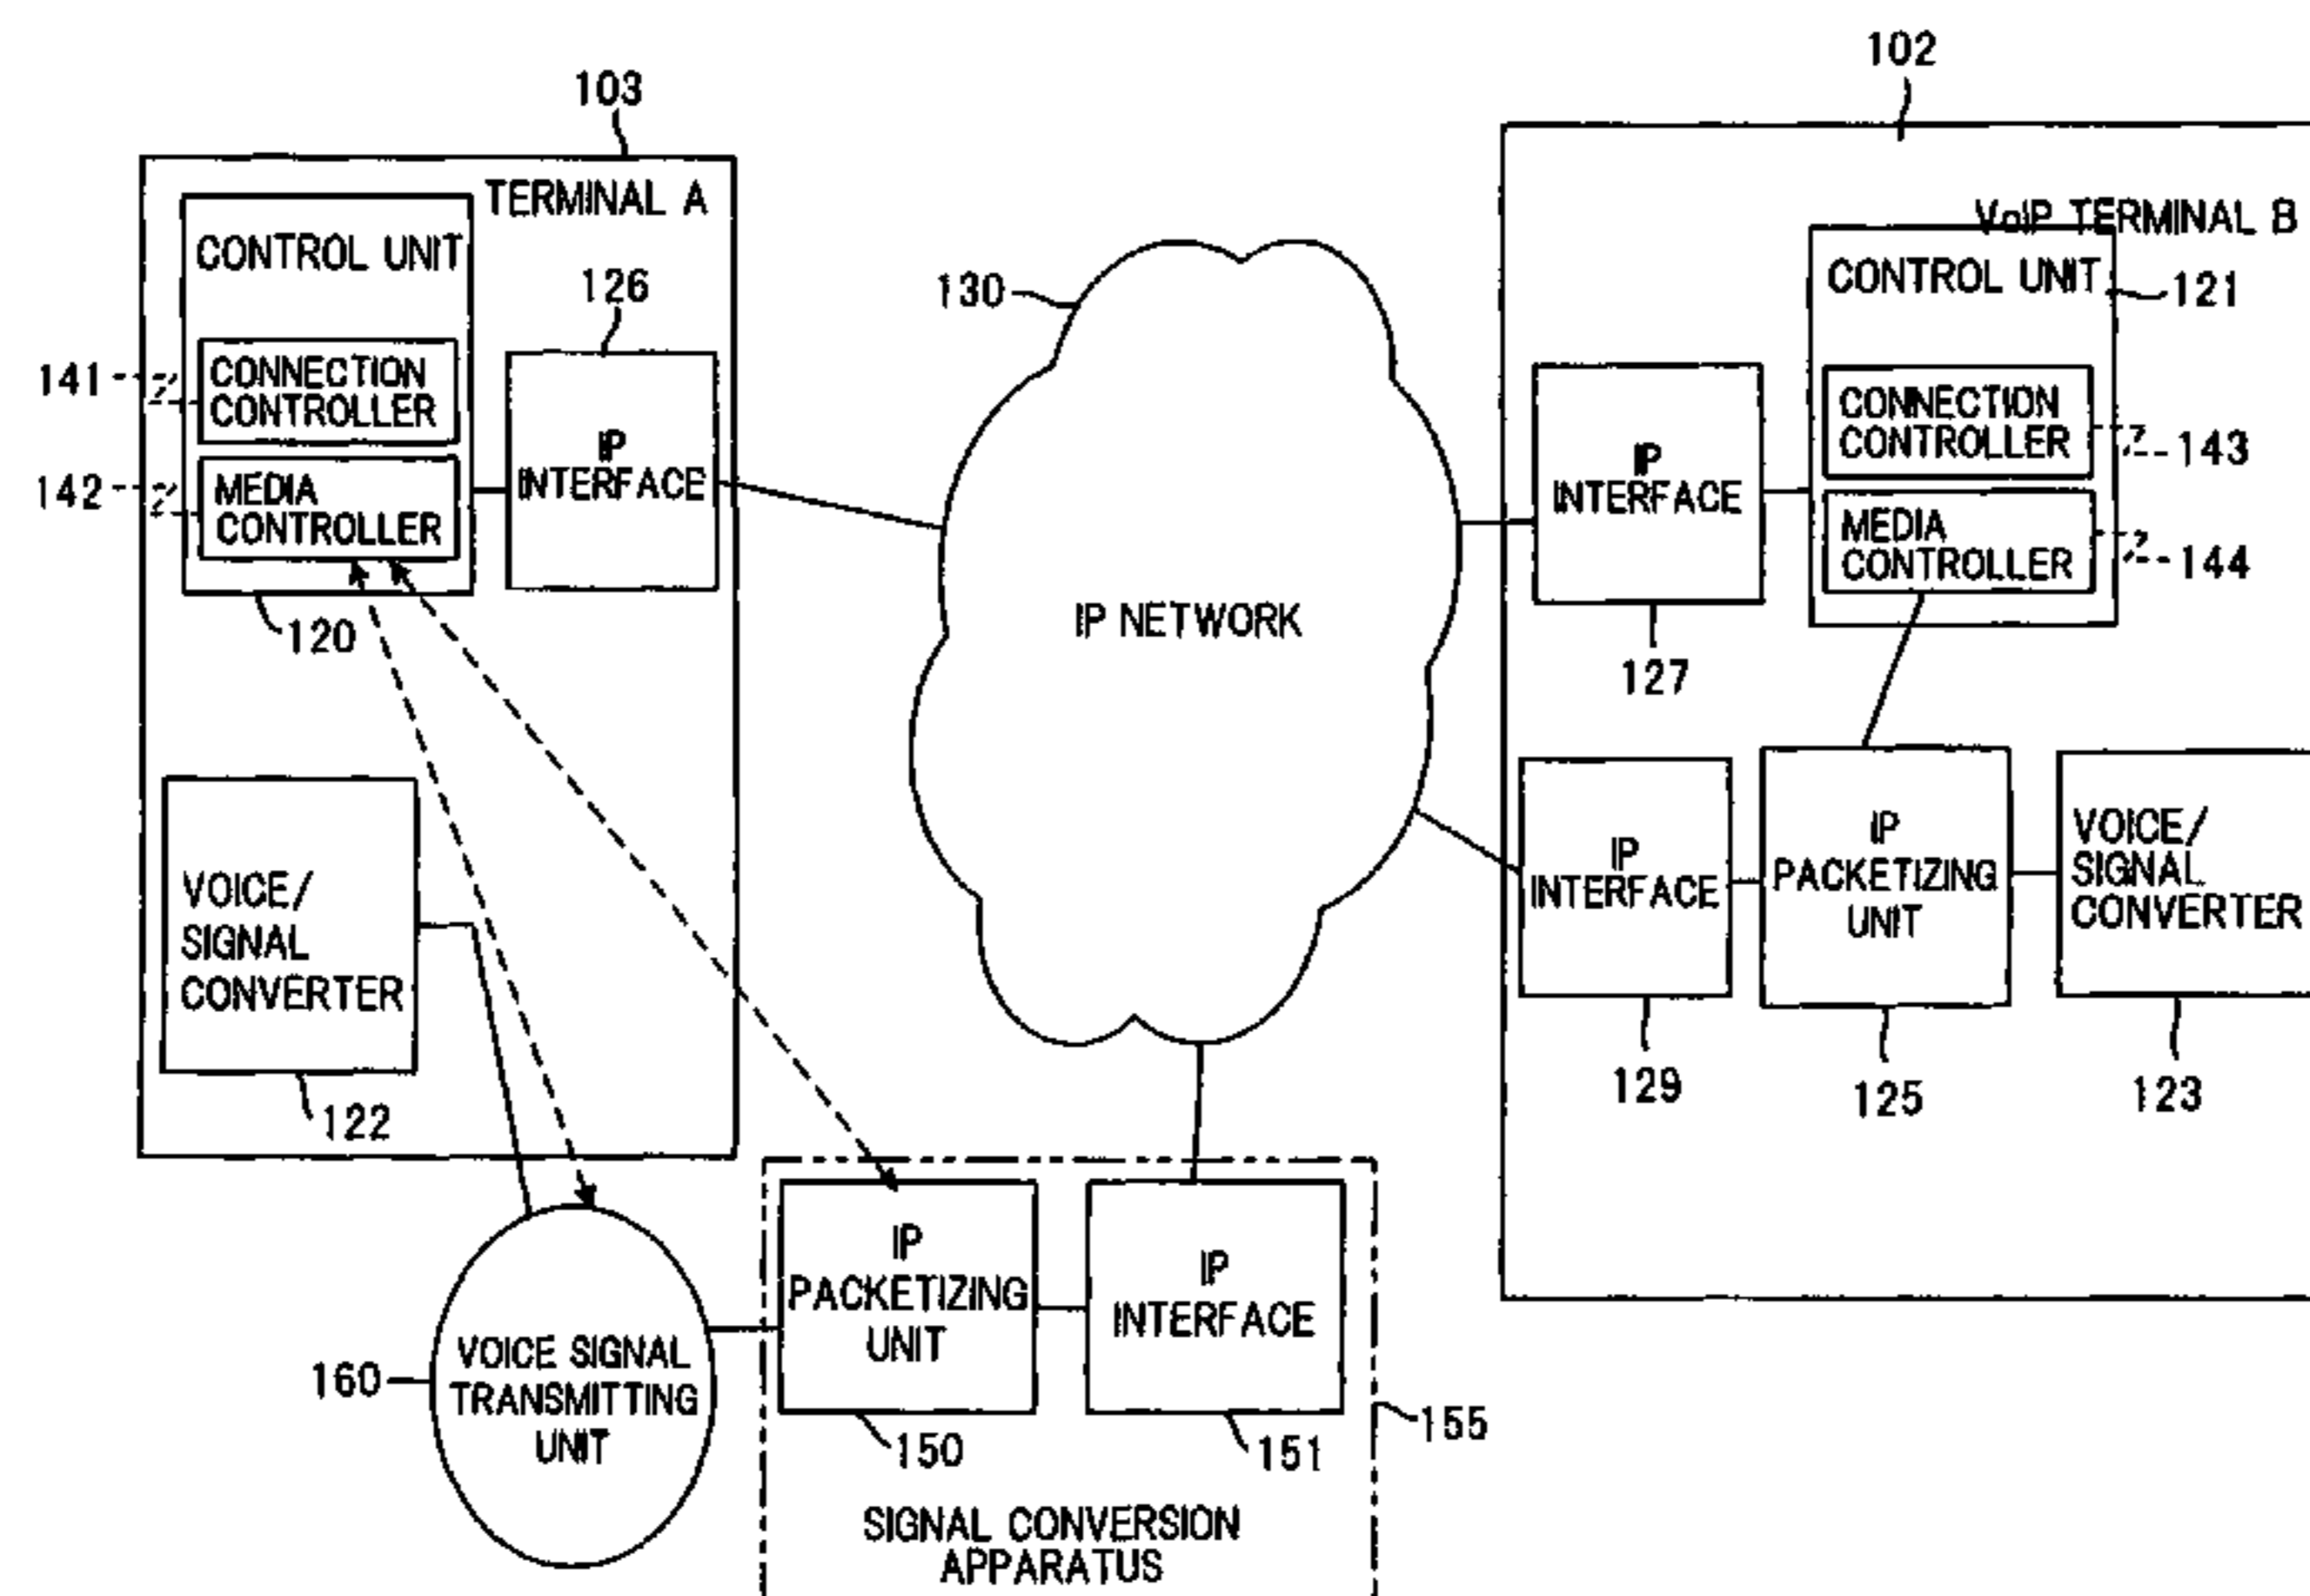 103
102
TERMINAL A
CONTROL UNIT
126
141
CONNECTION
CONTROLLER
142
MEDIA
CONTROLLER
IP
INTERFACE
120
VOICE/
SIGNAL
CONVERTER
122
130
IP NETWORK
VoIP TERMINAL B
CONTROL UNIT
121
CONNECTION
CONTROLLER
143
MEDIA
CONTROLLER
144
IP
INTERFACE
127
IP
INTERFACE
129
IP
PACKETIZING
UNIT
125
VOICE/
SIGNAL
CONVERTER
123
160
VOICE SIGNAL
TRANSMITTING
UNIT
IP
PACKETIZING
UNIT
150
IP
INTERFACE
151
155
SIGNAL CONVERSION
APPARATUS